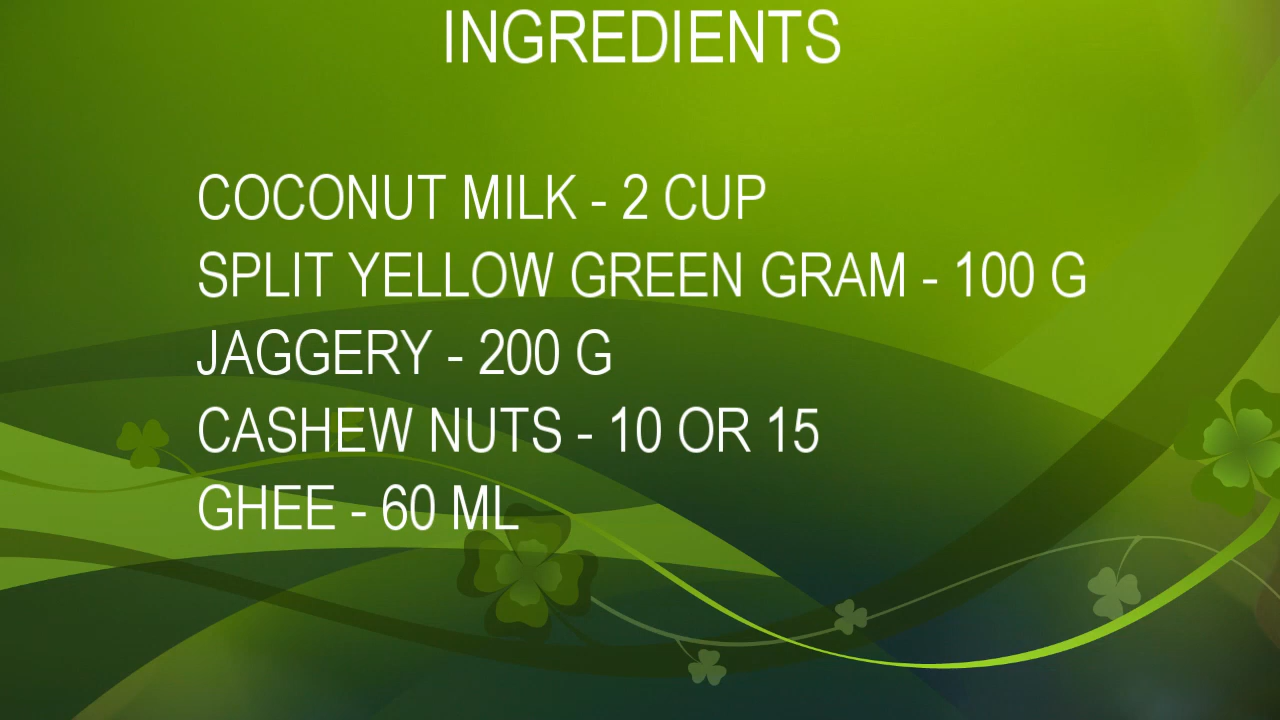 INGREDIENTS
COCONUT MILK - 2 CUP
SPLIT YELLOW GREEN GRAM - 100 G
JAGGERY - 200 G
CASHEW NUTS - 10 OR 15
GHEE - 60 ML